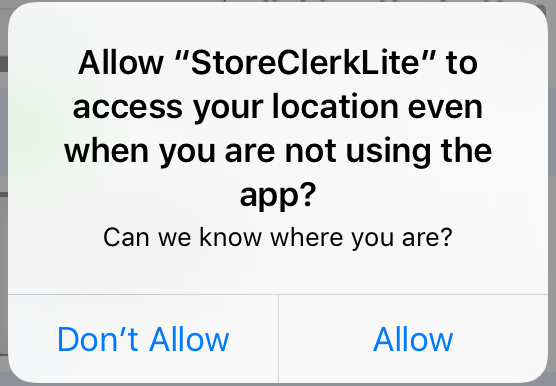 Allow “StoreClerkLite” to
access your location even
when you are not using the
app?
Can we know where you are?
Don’t Allow
Allow